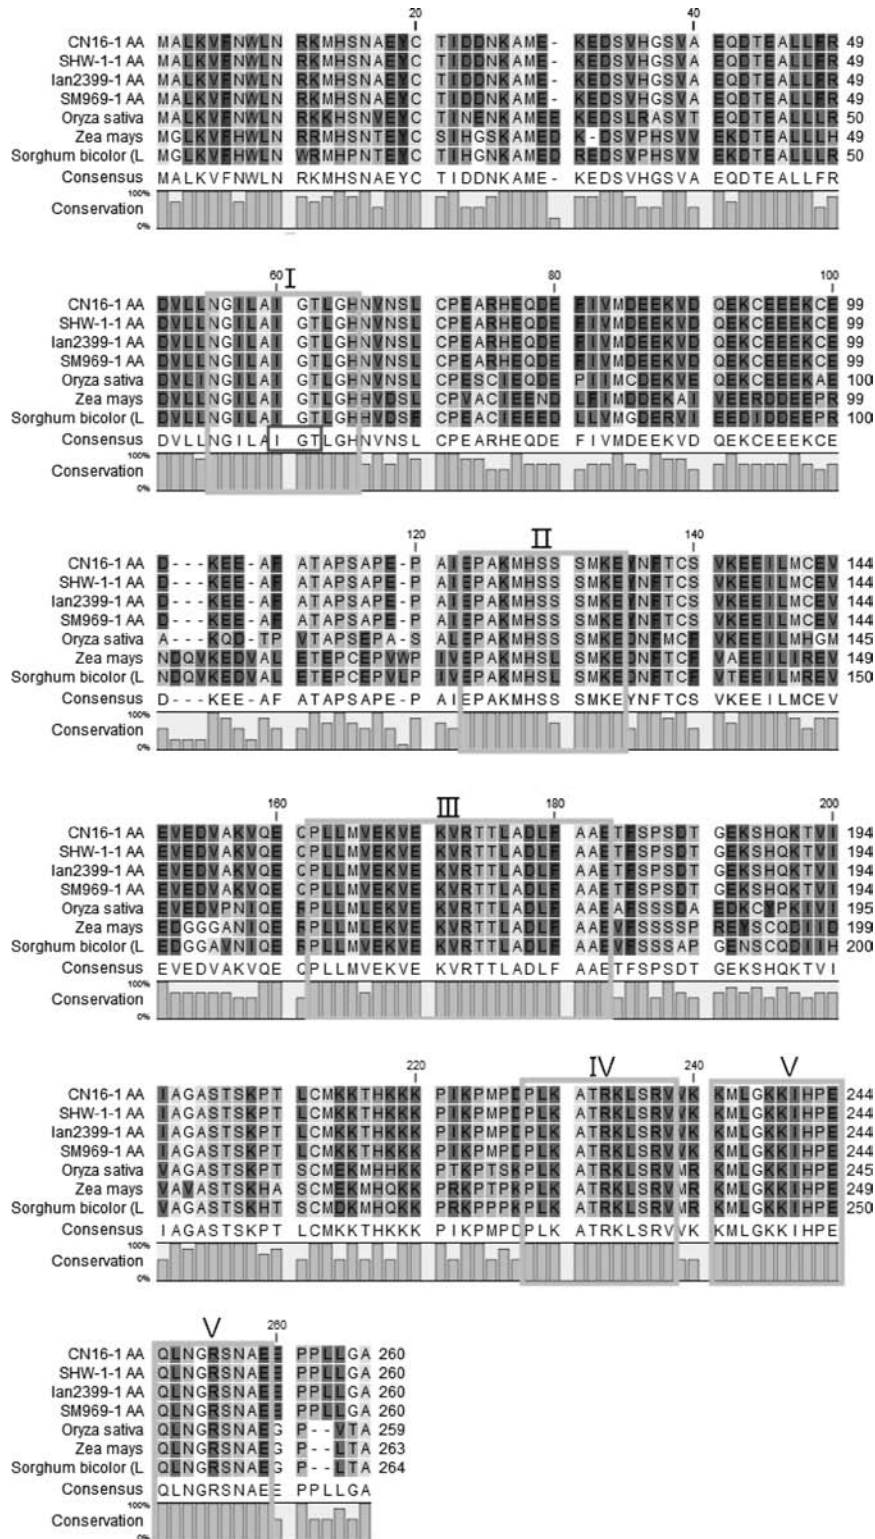 20 40
CN16-1 AA MALKVFNWLN RKMHSNAEYC TIDDNKAME- KEDSVHGSVA EQDTEALLFR 49
SHW-1-1 AA MALKVFNWLN RKMHSNAEYC TIDDNKAME- KEDSVHGSVA EQDTEALLFR 49
lan2399-1 AA MALKVFNWLN RKMHSNAEYC TIDDNKAME- KEDSVHGSVA EQDTEALLFR 49
SM969-1 AA MALKVFNWLN RKMHSNAEYC TIDDNKAME- KEDSVHGSVA EQDTEALLFR 49
Oryza sativa MALKVFNWLN RKKHSNVEYC TINENKAMEE KEDSLRASVT EQDTEALLFR 50
Zea mays MGLKVFHWLN RRMHSNTEYC SIHGSKAMED K-DSVPHSVV EKDTEALLLH 49
Sorghum bicolor (L MGLKVFHWLN WRMHPNTEYC TIHGNKAMED REDSVPHSVV EKDTEALLLR 50
Consensus MALKVFNWLN RKMHSNAEYC TIDDNKAME- KEDSVHGSVA EQDTEALLFR
100%
Conservation
0%
60 I 80 100
CN16-1 AA DVLLNGILAI GTLGHNVNSL CPEARHEQDE FIVMDEEKVD QEKCEEEKCE 99
SHW-1-1 AA DVLLNGILAI GTLGHNVNSL CPEARHEQDE FIVMDEEKVD QEKCEEEKCE 99
lan2399-1 AA DVLLNGILAI GTLGHNVNSL CPEARHEQDE FIVMDEEKVD QEKCEEEKCE 99
SM969-1 AA DVLLNGILAI GTLGHNVNSL CPEARHEQDE FIVMDEEKVD QEKCEEEKCE 99
Oryza sativa DVLINGILAI GTLGHNVNSL CPESCIEQDE PIIMCDEKVE QEKCEEEKAE 100
Zea mays DVLLNGILAI GTLGHNVDSL CPVACIEEND LFIMDDEKAI VEERDDEEPR 99
Sorghum bicolor (L DVLLNGILAI GTLGHHVDSF CPEACIEEED LLVMGDERVI EEDIDDEEPR 100
Consensus DVLLNGILAI GTLGHNVNSL CPEARHEQDE FIVMDEEKVD QEKCEEEKCE
100%
Conservation
0%
120 II 140
CN16-1 AA D---KEE-AF ATAPSAPE-P AIEPAKMHSS SMKEYNFTCS VKEEILMCEV 144
SHW-1-1 AA D---KEE-AF ATAPSAPE-P AIEPAKMHSS SMKEYNFTCS VKEEILMCEV 144
lan2399-1 AA D---KEE-AF ATAPSAPE-P AIEPAKMHSS SMKEYNFTCS VKEEILMCEV 144
SM969-1 AA D---KEE-AF ATAPSAPE-P AIEPAKMHSS SMKEYNFTCS VKEEILMCEV 144
Oryza sativa A---KQD-TP VTAPSEPA-S ALEPAKMHSS SMKEDNFMCF VKEEILMHGM 145
Zea mays NDQVKEDVAL ETEPCEPVWP IVEPAKMHSL SMKEDNFTCF VAEEILIREV 149
Sorghum bicolor (L NDQVKEDVAL ETEPCEPVLP IVEPAKMHSL SMKEDNFTCF VTEEILMREV 150
Consensus D---KEE-AF ATAPSAPE-P AIEPAKMHSS SMKEYNFTCS VKEEILMCEV
100%
Conservation
0%
160 III 180 200
CN16-1 AA EVEDVAKVQE CPLLMVEKVE KVRTTLADLF AAETFSPSDT GEKSHQKTVI 194
SHW-1-1 AA EVEDVAKVQE CPLLMVEKVE KVRTTLADLF AAETFSPSDT GEKSHQKTVI 194
lan2399-1 AA EVEDVAKVQE CPLLMVEKVE KVRTTLADLF AAETFSPSDT GEKSHQKTVI 194
SM969-1 AA EVEDVAKVQE CPLLMVEKVE KVRTTLADLF AAETFSPSDT GEKSHQKTVI 194
Oryza sativa EVEDVPNIQE RPLLMLEKVE KVRTTLADLF AAEAFSSSDA EDKCYPKIVI 195
Zea mays EDGGGANIQE RPLLMVEKVE KVRTTLADLF AAEVFSSSSP REYSCQDIID 199
Sorghum bicolor (L EDGGAVNIQE RPLLMVEKVE KVRTTLADLF AAEVFSSSAP GENSCQDIIH 200
Consensus EVEDVAKVQE CPLLMVEKVE KVRTTLADLF AAETFSPSDT GEKSHQKTVI
100%
Conservation
0%
220 IV 240 V
CN16-1 AA IAGASTSKPT LCMKKTHKKK PIKPMPDPLK ATRKLSRVVK KMLGKKIHPE 244
SHW-1-1 AA IAGASTSKPT LCMKKTHKKK PIKPMPDPLK ATRKLSRVVK KMLGKKIHPE 244
lan2399-1 AA IAGASTSKPT LCMKKTHKKK PIKPMPDPLK ATRKLSRVVK KMLGKKIHPE 244
SM969-1 AA IAGASTSKPT LCMKKTHKKK PIKPMPDPLK ATRKLSRVVK KMLGKKIHPE 244
Oryza sativa VAGASTSKPT SCMEKMHHKK PTKPTSKPLK ATRKLSRVMR KMLGKKIHPE 245
Zea mays VAVASTSKHA SCMEKMHQKK PRKPTPKPLK ATRKLSRVMR KMLGKKIHPE 249
Sorghum bicolor (L VAGASTSKHT SCMDKMHQKK PRKPPPKPLK ATRKLSRVMR KMLGKKIHPE 250
Consensus IAGASTSKPT LCMKKTHKKK PIKPMPDPLK ATRKLSRVVK KMLGKKIHPE
100%
Conservation
0%
V 260
CN16-1 AA QLNGRSNAEE PPLLGA 260
SHW-1-1 AA QLNGRSNAEE PPLLGA 260
lan2399-1 AA QLNGRSNAEE PPLLGA 260
SM969-1 AA QLNGRSNAEE PPLLGA 260
Oryza sativa QLNGRSNAEG P--VTA 259
Zea mays QLNGRSNAEG P--LTA 263
Sorghum bicolor (L QLNGRSNAEG P--LTA 264
Consensus QLNGRSNAEE PPLLGA
100%
Conservation
0%